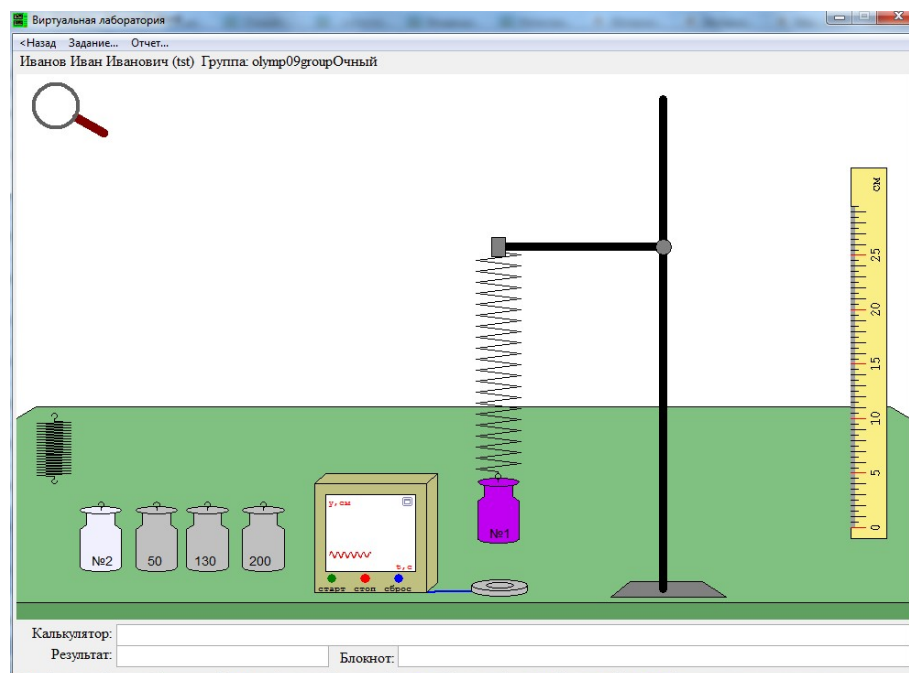 Виртуальная лаборатория
<Назад Задание... Отчет...
Иванов Иван Иванович (tst) Группа: olymp09groupОчный
см
25
20
15
10
5
0
y,см
t,с
старт стоп сброс
№1
№2 50 130 200
Калькулятор:
Результат: Блокнот: